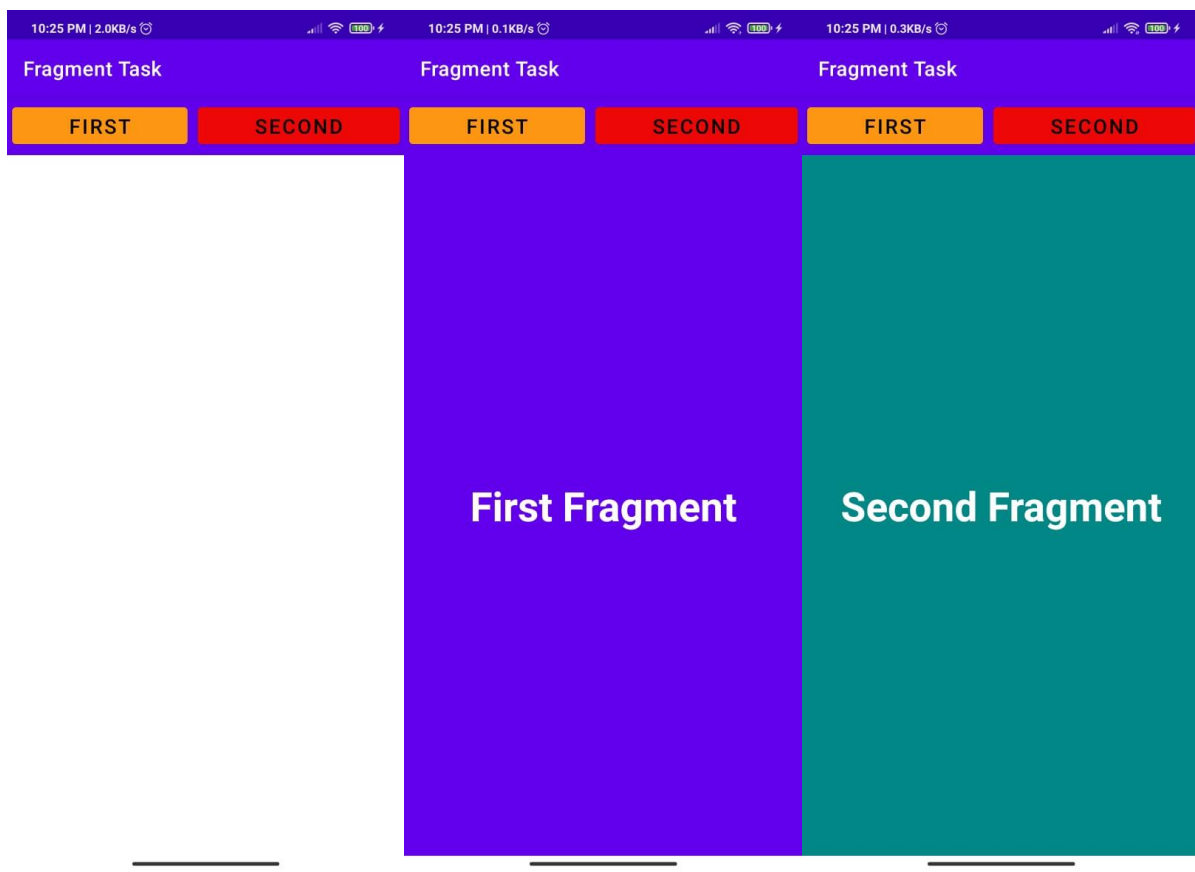 10:25 PM | 2.0KB/s 100
Fragment Task
FIRST SECOND
10:25 PM | 0.1KB/s 100
Fragment Task
FIRST SECOND
First Fragment
10:25 PM | 0.3KB/s 100
Fragment Task
FIRST SECOND
Second Fragment